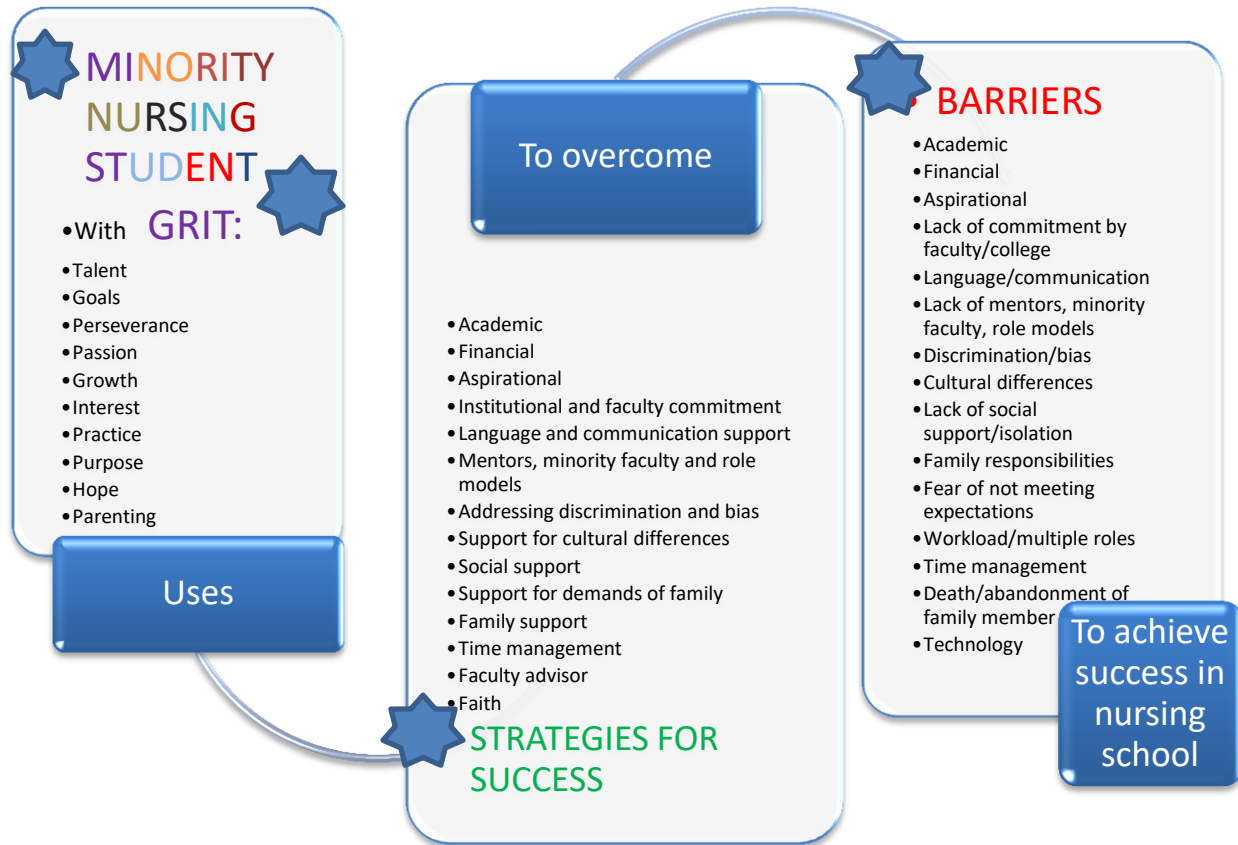 MINORITY
NURSING
STUDENT
•With GRIT:
•Talent
•Goals
•Perseverance
•Passion
•Growth
•Interest
•Practice
•Purpose
•Hope
•Parenting
Uses
To overcome
•Academic
•Financial
•Aspirational
•Institutional and faculty commitment
•Language and communication support
•Mentors, minority faculty and role
models
•Addressing discrimination and bias
•Support for cultural differences
•Social support
•Support for demands of family
•Family support
•Time management
•Faculty advisor
•Faith
STRATEGIES FOR
SUCCESS
• BARRIERS
•Academic
•Financial
•Aspirational
•Lack of commitment by
faculty/college
•Language/communication
•Lack of mentors, minority
faculty, role models
•Discrimination/bias
•Cultural differences
•Lack of social
support/isolation
•Family responsibilities
•Fear of not meeting
expectations
•Workload/multiple roles
•Time management
•Death/abandonment of
family member
•Technology
To achieve
success in
nursing
school